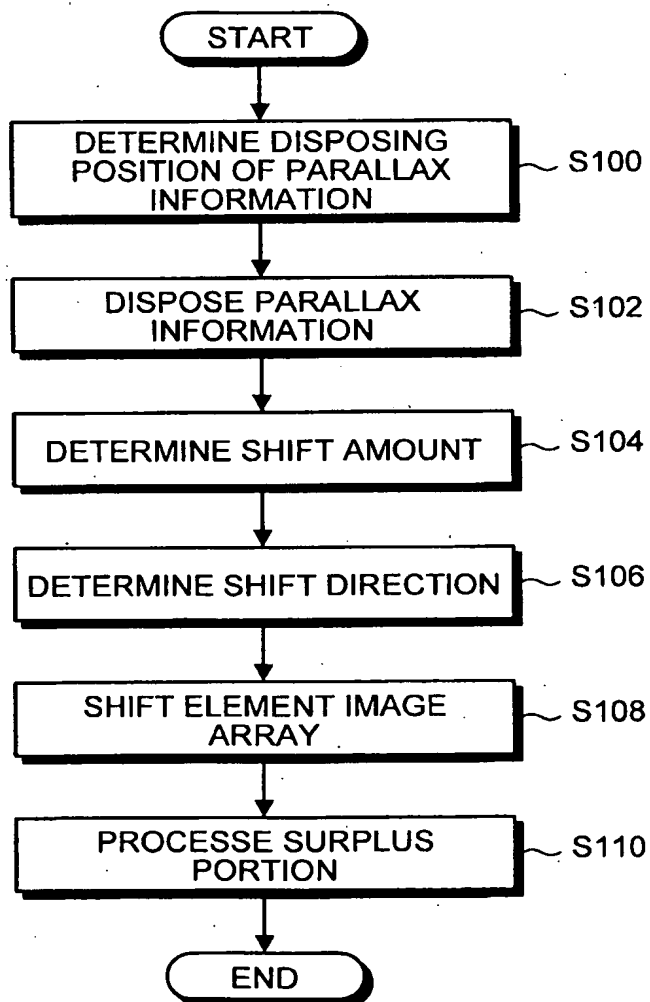 START
DETERMINE DISPOSING
POSITION OF PARALLAX
INFORMATION
S100
DISPOSE PARALLAX
INFORMATION
S102
DETERMINE SHIFT AMOUNT
S104
DETERMINE SHIFT DIRECTION
S106
SHIFT ELEMENT IMAGE
ARRAY
S108
PROCESSE SURPLUS
PORTION
S110
END